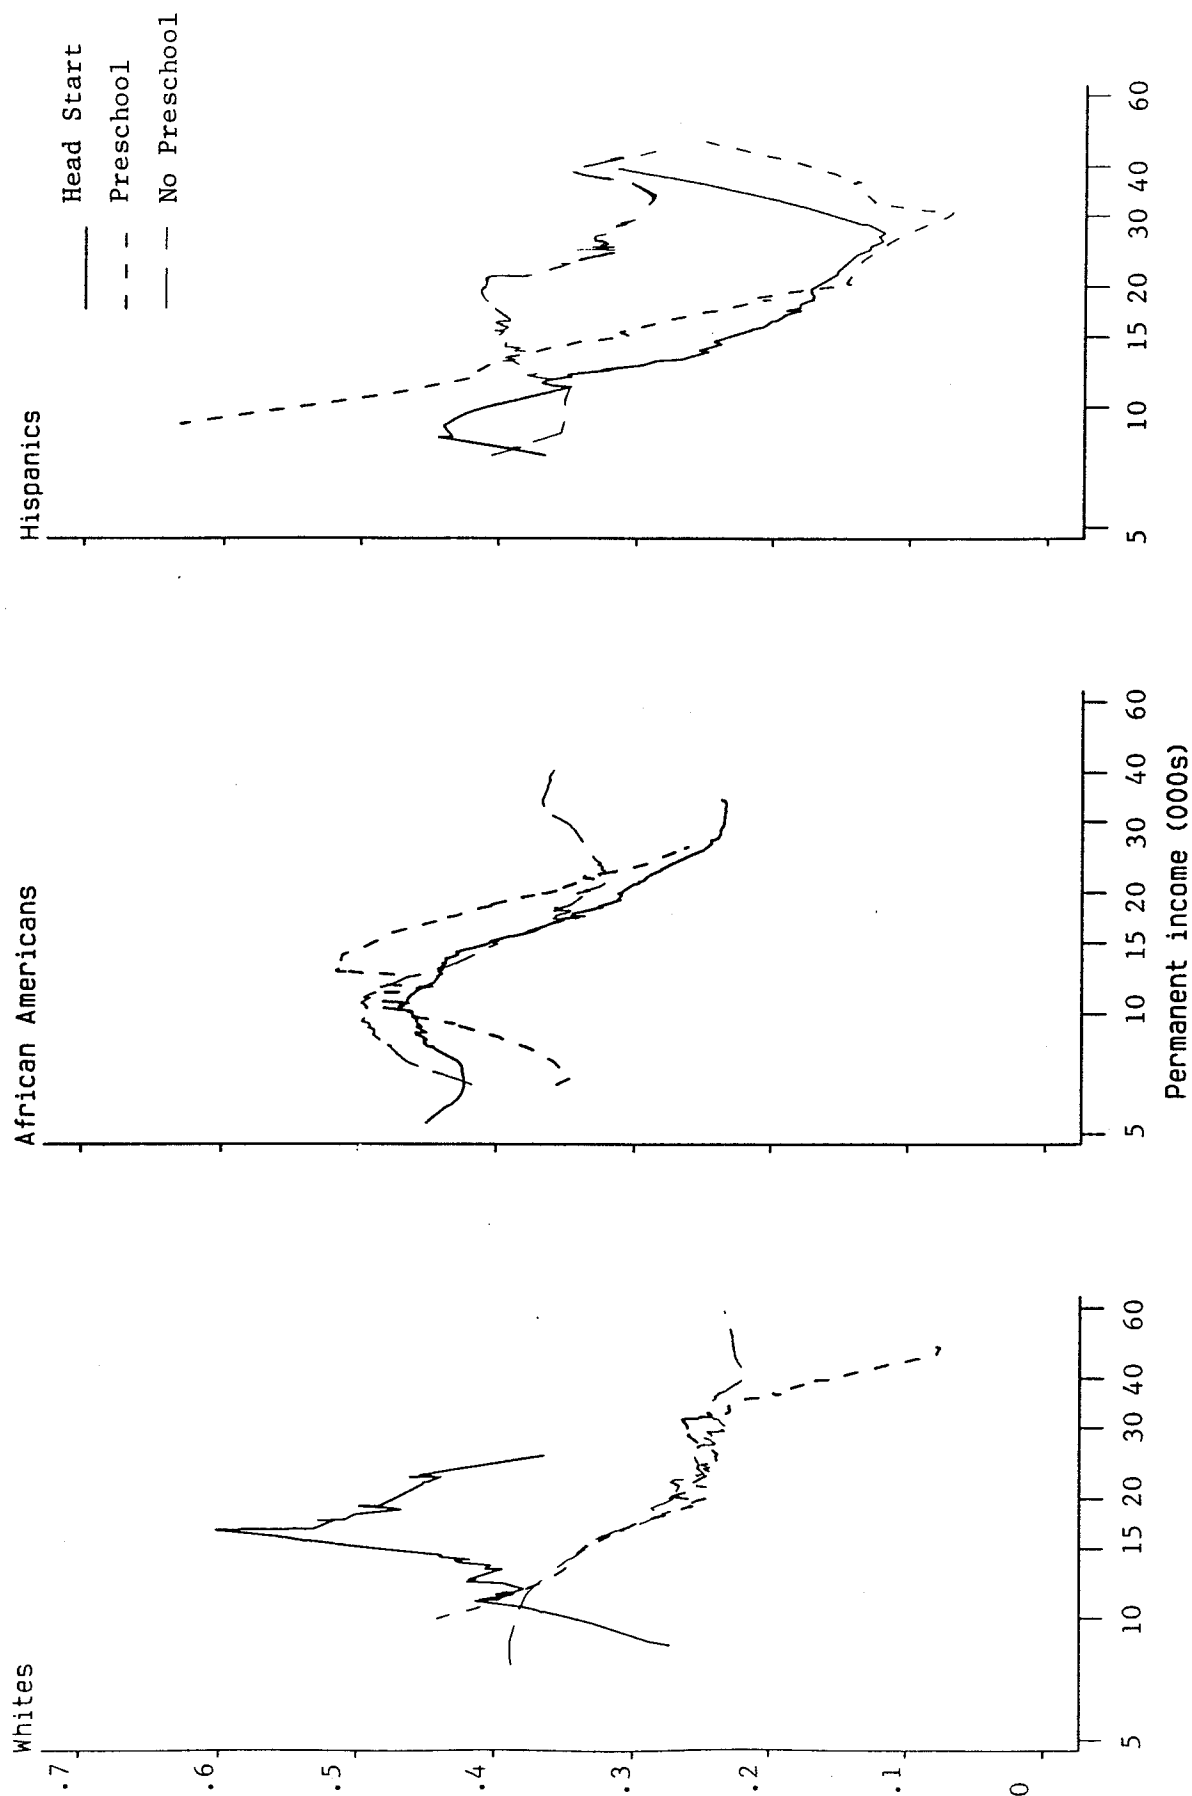 Whites
African Americans
Hispanics
Head Start
Preschool
No Preschool
.7
.6
.5
.4
.3
.2
.1
0
5 10 15 20 30 40 60
5 10 15 20 30 40 60
5 10 15 20 30 40 60
Permanent income (000s)